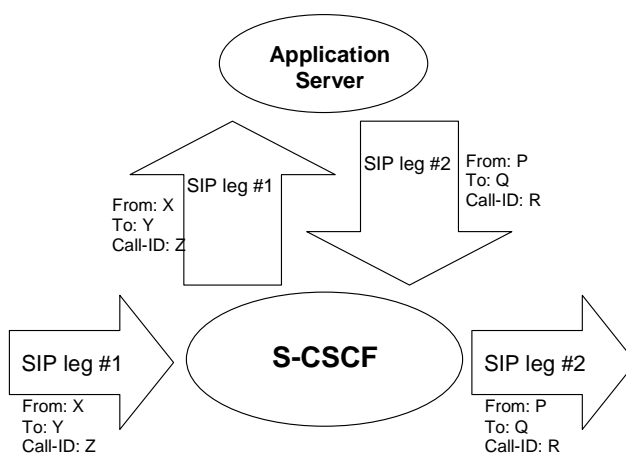 Application
Server
SIP leg #1
From: X
To: Y
Call-ID: Z
SIP leg #2
From: P
To: Q
Call-ID: R
SIP leg #1
From: X
To: Y
Call-ID: Z
S-CSCF
SIP leg #2
From: P
To: Q
Call-ID: R